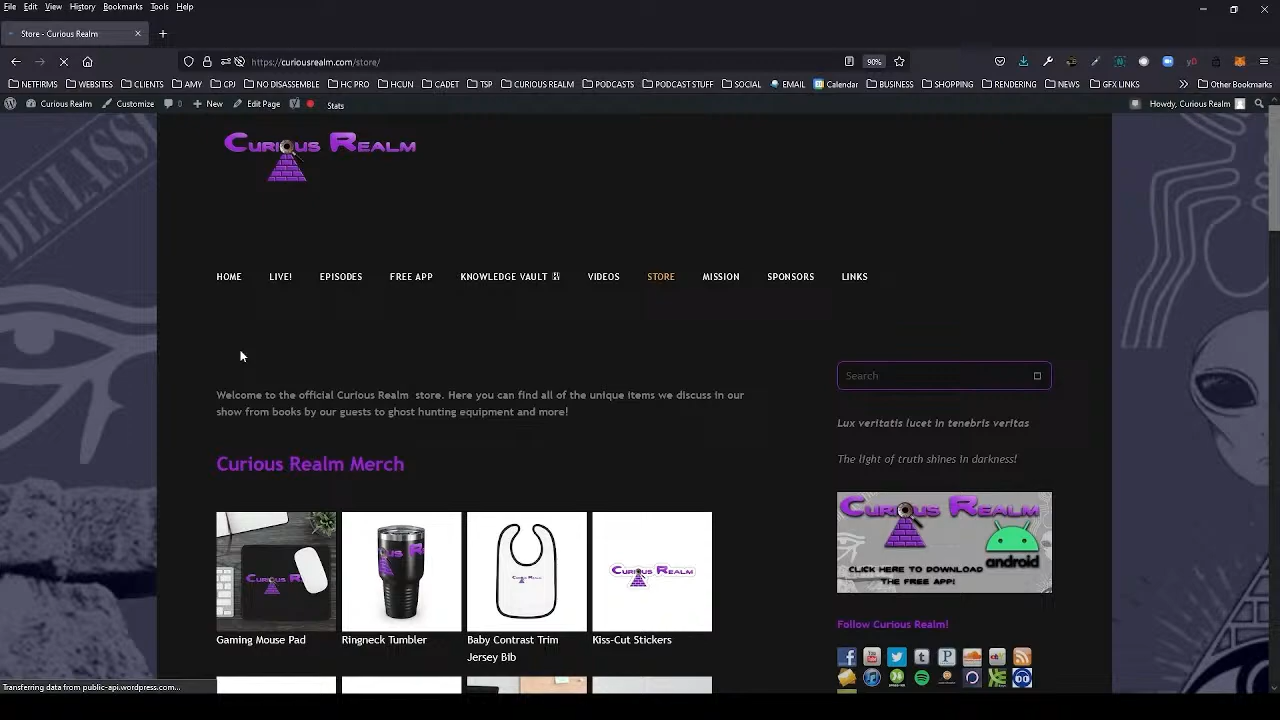 File Edit View History Bookmarks Tools Help
Store - Curious Realm
https://curiousrealm.com/store/
90%
NETFIRMS WEBSITES CLIENTS AMY CPJ NO DISASSEMBLE HC PRO HCUN CADET TSP CURIOUS REALM PODCASTS PODCAST STUFF SOCIAL EMAIL Calendar BUSINESS SHOPPING RENDERING NEWS GFX LINKS Other Bookmarks
Curious Realm Customize 0 New Edit Page Stats Howdy, Curious Realm
DECLASSI
CURIOUS REALM
HOME LIVE! EPISODES FREE APP KNOWLEDGE VAULT VIDEOS STORE MISSION SPONSORS LINKS
Search
Welcome to the official Curious Realm store. Here you can find all of the unique items we discuss in our
show from books by our guests to ghost hunting equipment and more!
Lux veritatis lucet in tenebris veritas
The light of truth shines in darkness!
Curious Realm Merch
CURIOUS REALM
CLICK HERE TO DOWNLOAD
THE FREE APP!
android
CURIOUS REALM
Gaming Mouse Pad
Ringneck Tumbler
Baby Contrast Trim
Jersey Bib
Kiss-Cut Stickers
Follow Curious Realm!
Transferring data from public-api.wordpress.com...